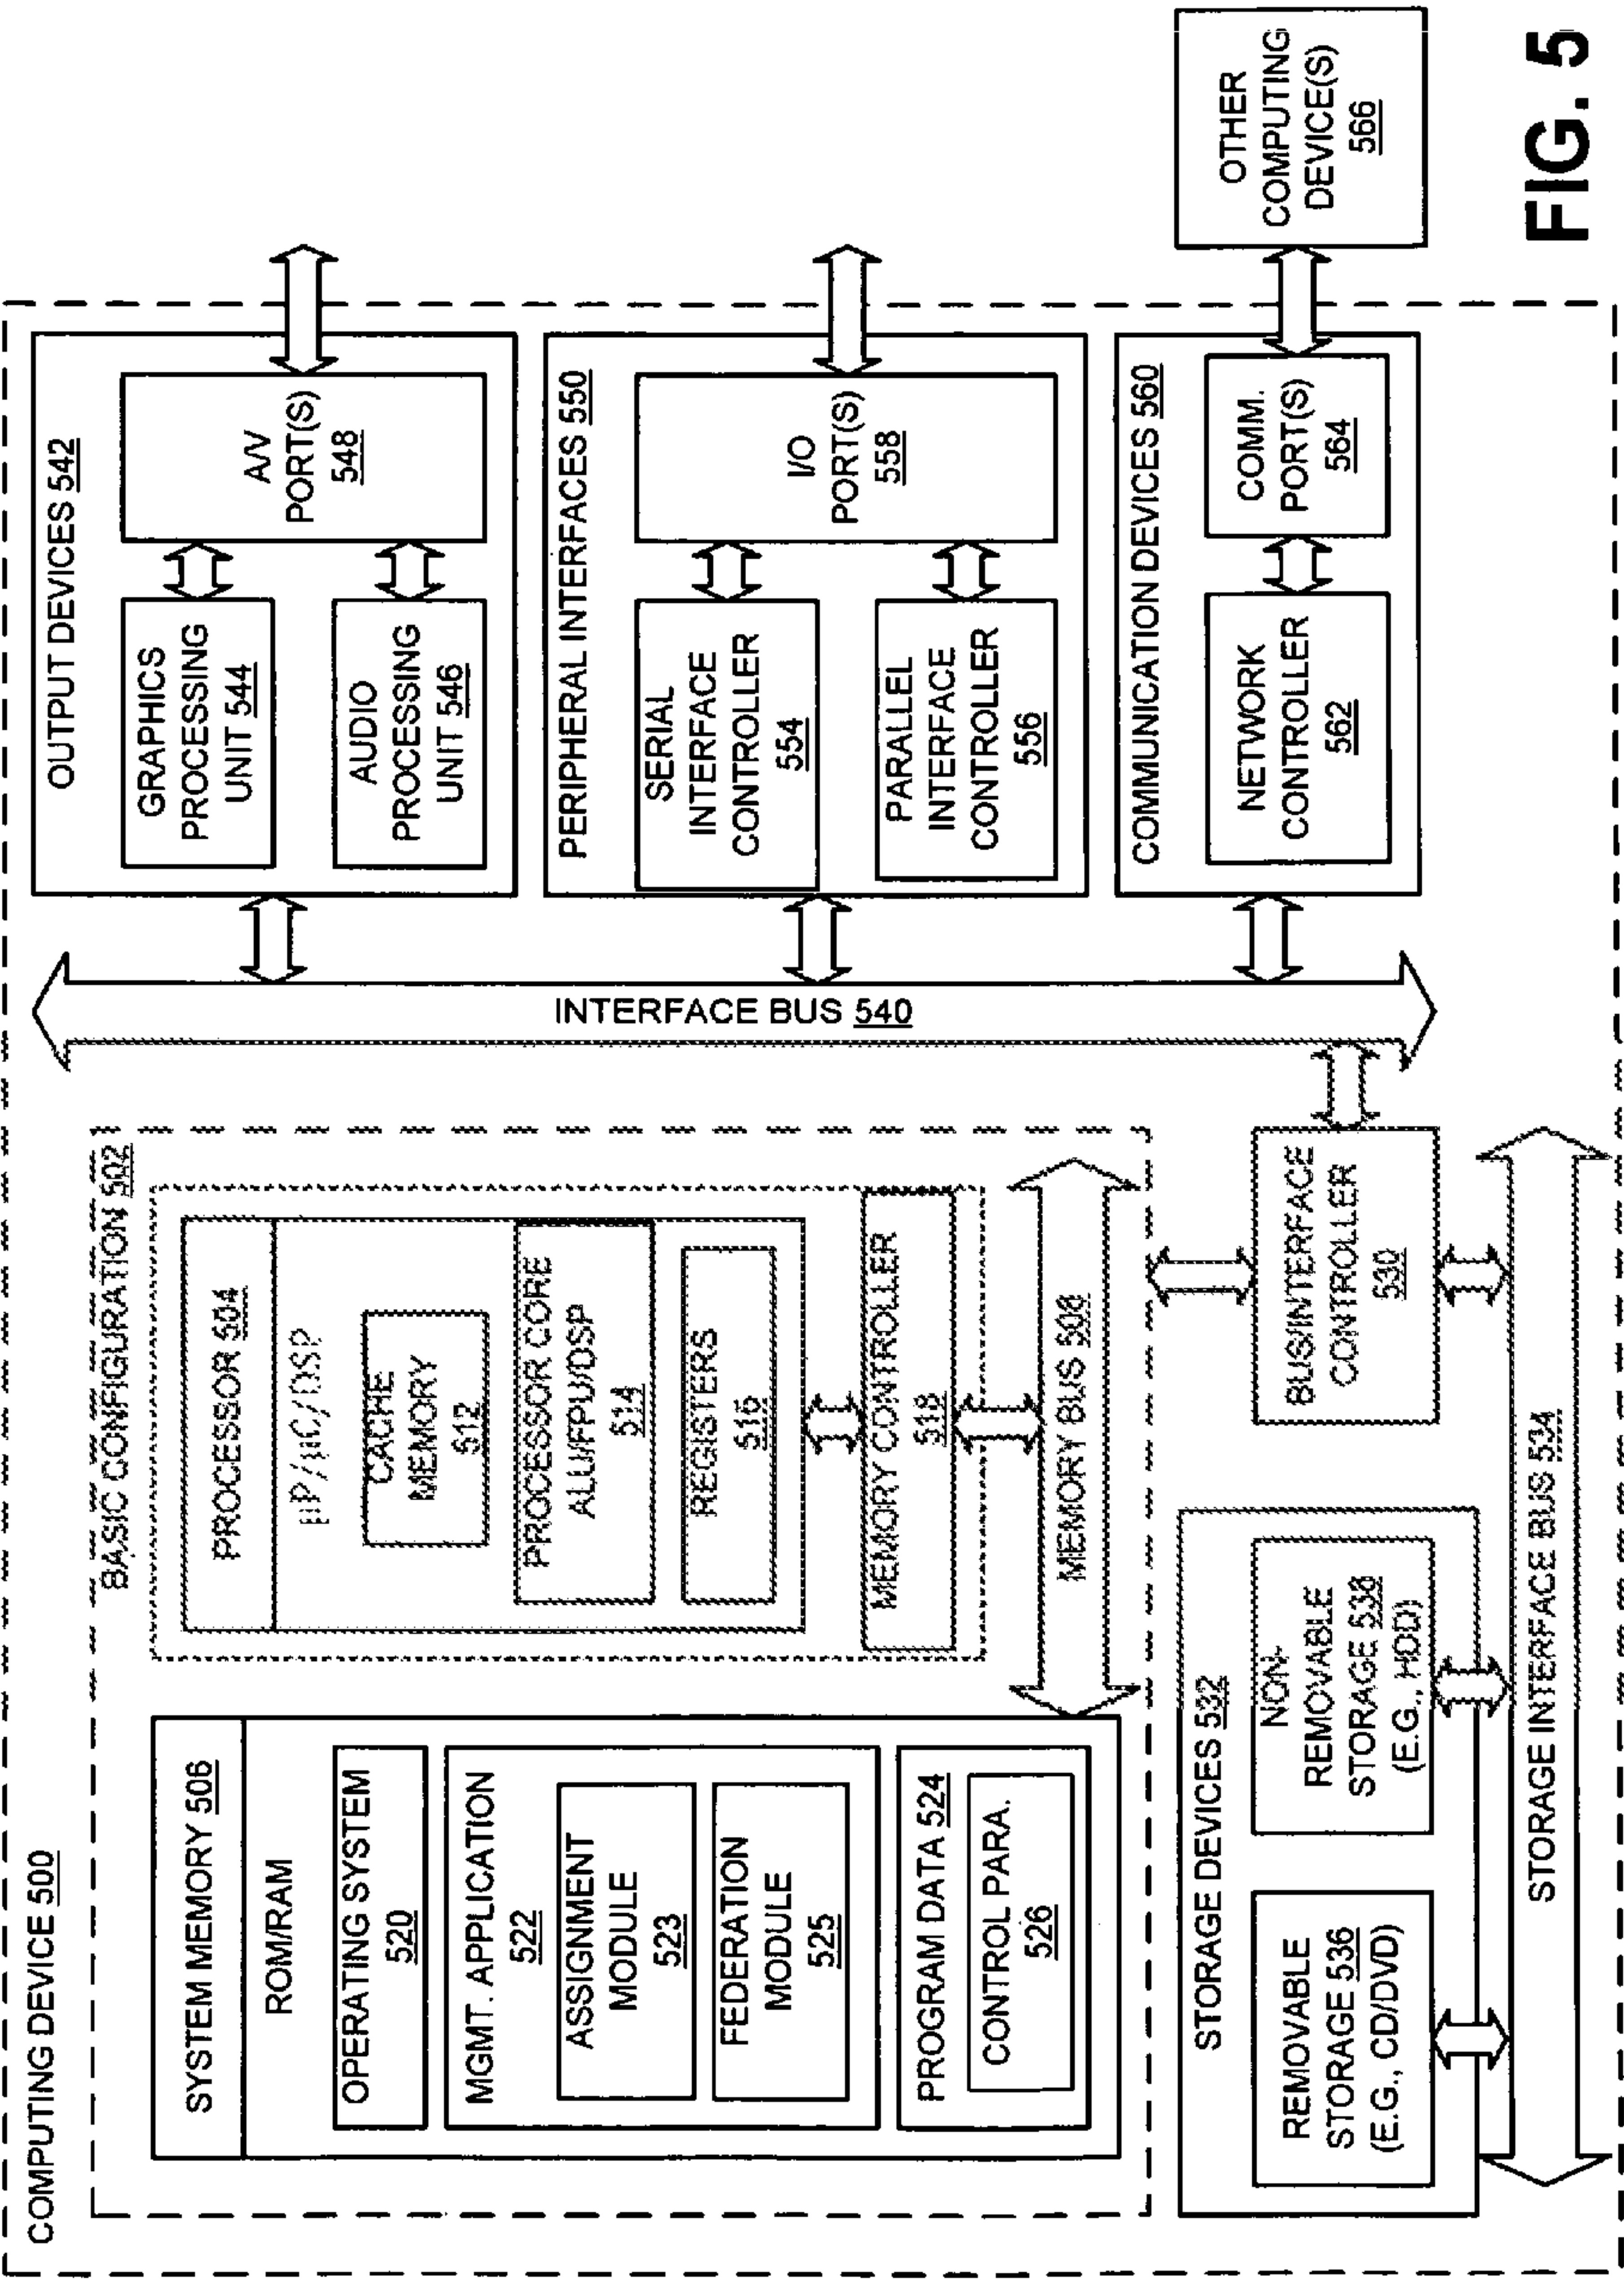 COMPUTING DEVICE 500
BASIC CONFIGURATION 502
SYSTEM MEMORY 506
ROM/RAM
OPERATING SYSTEM
520
MGMT. APPLICATION
522
ASSIGNMENT
MODULE
523
FEDERATION
MODULE
525
PROGRAM DATA 524
CONTROL PARA.
526
PROCESSOR 504
µP/µC/DSP
CACHE
MEMORY
512
PROCESSOR CORE
ALU/FPU/DSP
514
REGISTERS
516
MEMORY CONTROLLER
518
MEMORY BUS 508
BUS/INTERFACE
CONTROLLER
530
STORAGE DEVICES 532
REMOVABLE
STORAGE 536
(E.G., CD/DVD)
NON-
REMOVABLE
STORAGE 538
(E.G., HDD)
STORAGE INTERFACE BUS 534
INTERFACE BUS 540
OUTPUT DEVICES 542
GRAPHICS
PROCESSING
UNIT 544
AUDIO
PROCESSING
UNIT 546
A/V
PORT(S)
548
PERIPHERAL INTERFACES 550
SERIAL
INTERFACE
CONTROLLER
554
PARALLEL
INTERFACE
CONTROLLER
556
I/O
PORT(S)
558
COMMUNICATION DEVICES 560
NETWORK
CONTROLLER
562
COMM.
PORT(S)
564
OTHER
COMPUTING
DEVICE(S)
566
FIG. 5